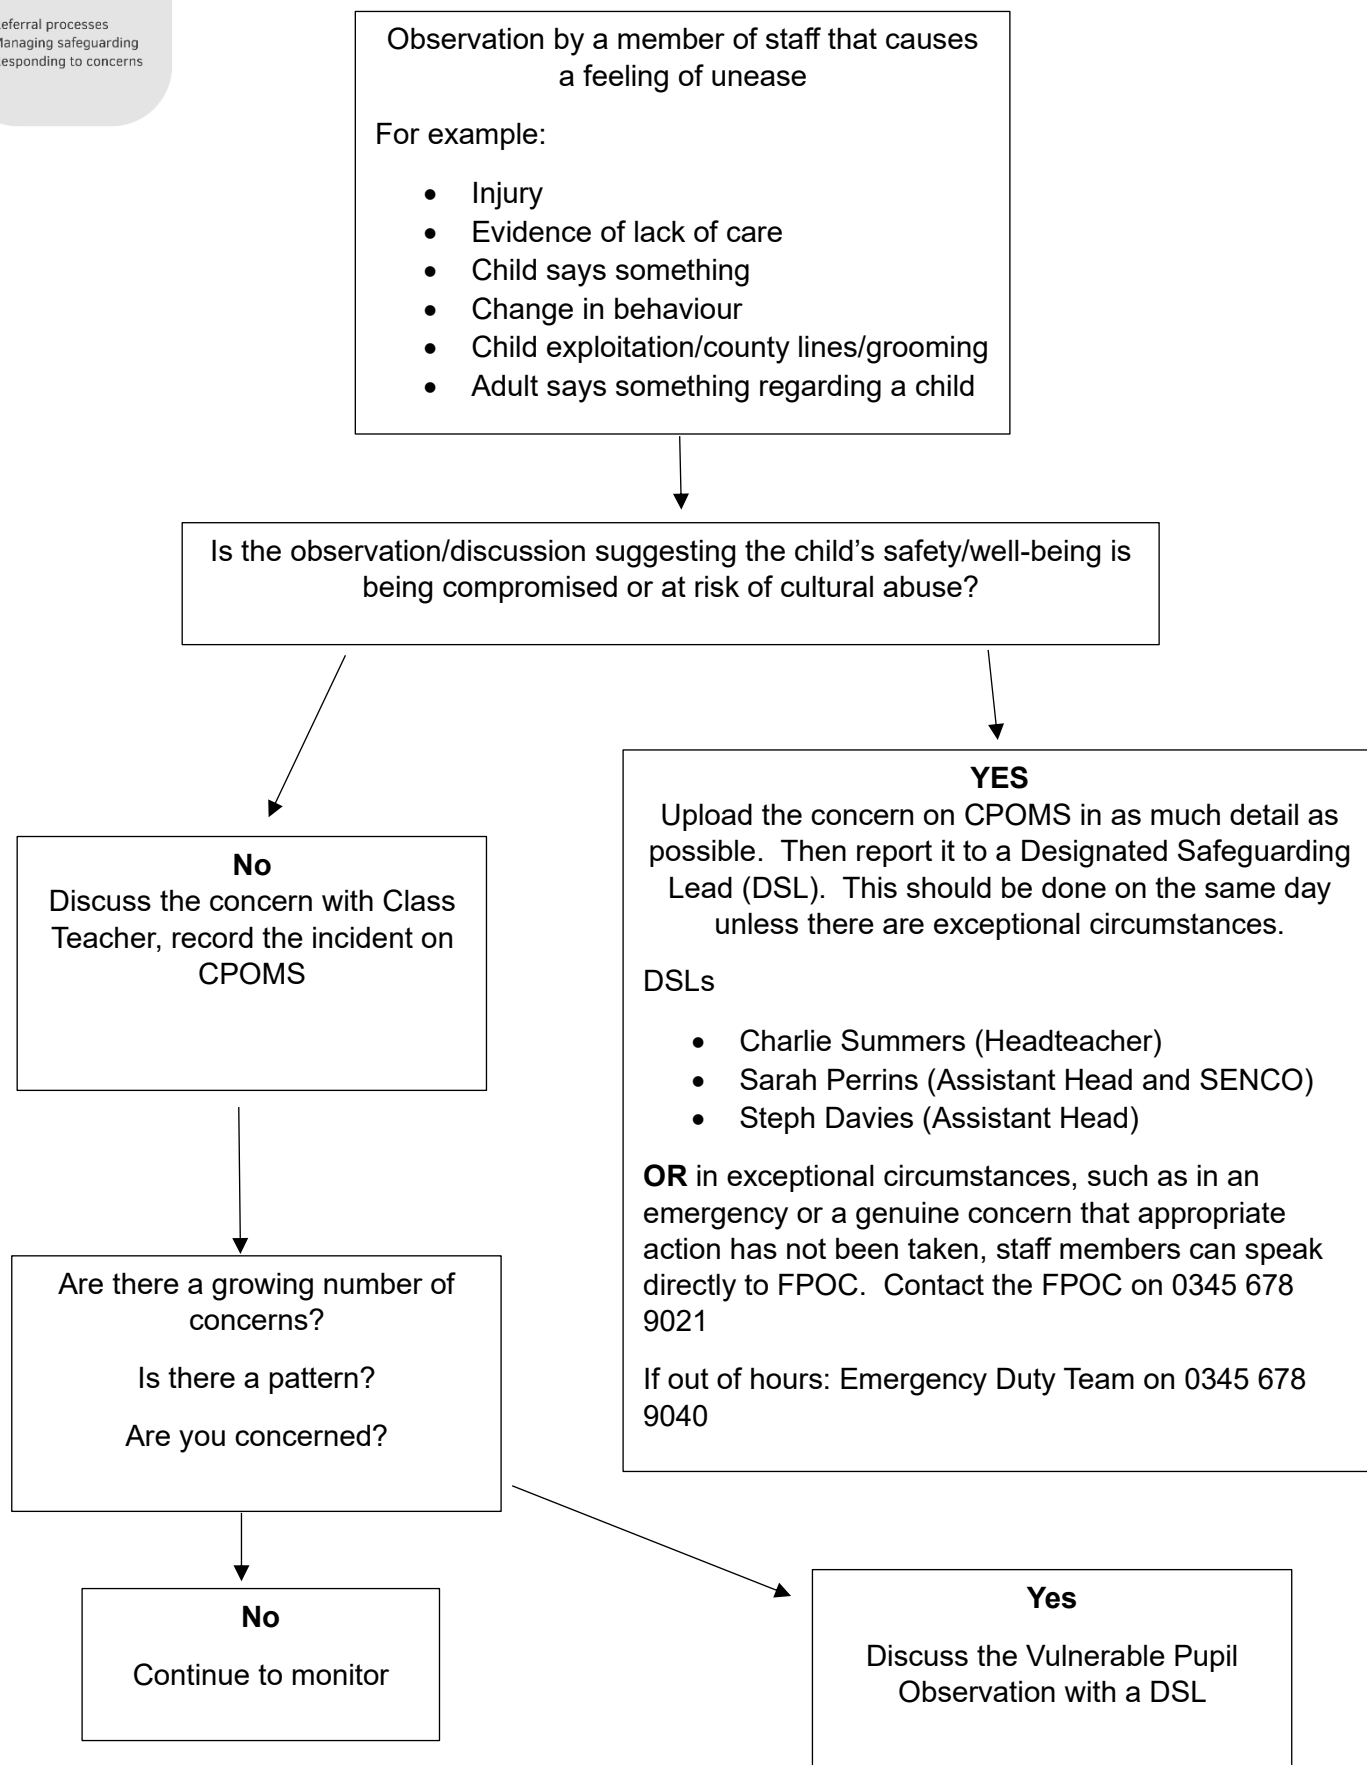 eferral processes
Managing safeguarding
esponding to concerns
Observation by a member of staff that causes
a feeling of unease
For example:
• Injury
• Evidence of lack of care
• Child says something
• Change in behaviour
• Child exploitation/county lines/grooming
• Adult says something regarding a child
Is the observation/discussion suggesting the child’s safety/well-being is
being compromised or at risk of cultural abuse?
No
Discuss the concern with Class
Teacher, record the incident on
CPOMS
YES
Upload the concern on CPOMS in as much detail as
possible. Then report it to a Designated Safeguarding
Lead (DSL). This should be done on the same day
unless there are exceptional circumstances.
DSLs
• Charlie Summers (Headteacher)
• Sarah Perrins (Assistant Head and SENCO)
• Steph Davies (Assistant Head)
OR in exceptional circumstances, such as in an
emergency or a genuine concern that appropriate
action has not been taken, staff members can speak
directly to FPOC. Contact the FPOC on 0345 678
9021
If out of hours: Emergency Duty Team on 0345 678
9040
Are there a growing number of
concerns?
Is there a pattern?
Are you concerned?
No
Continue to monitor
Yes
Discuss the Vulnerable Pupil
Observation with a DSL